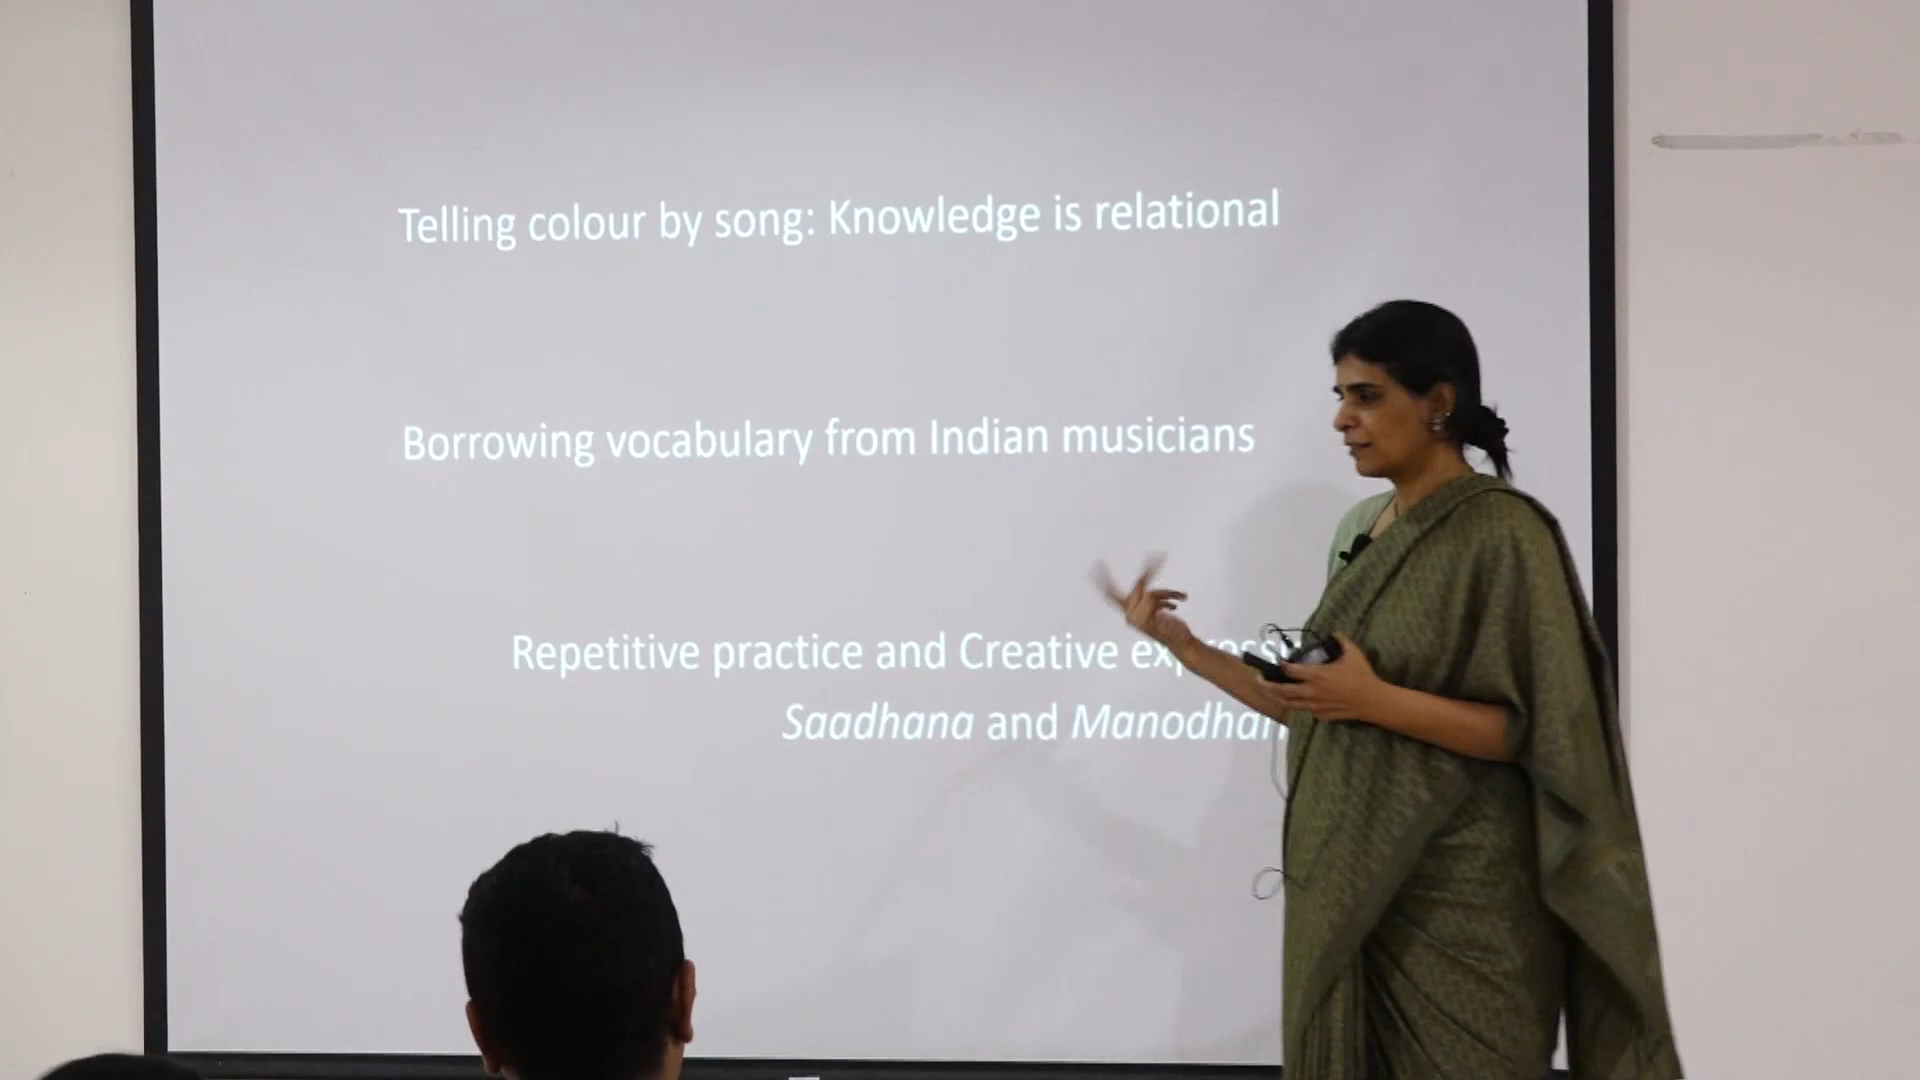 Telling colour by song: Knowledge is relational
Borrowing vocabulary from Indian musicians
Repetitive practice and Creative
Saadhana and